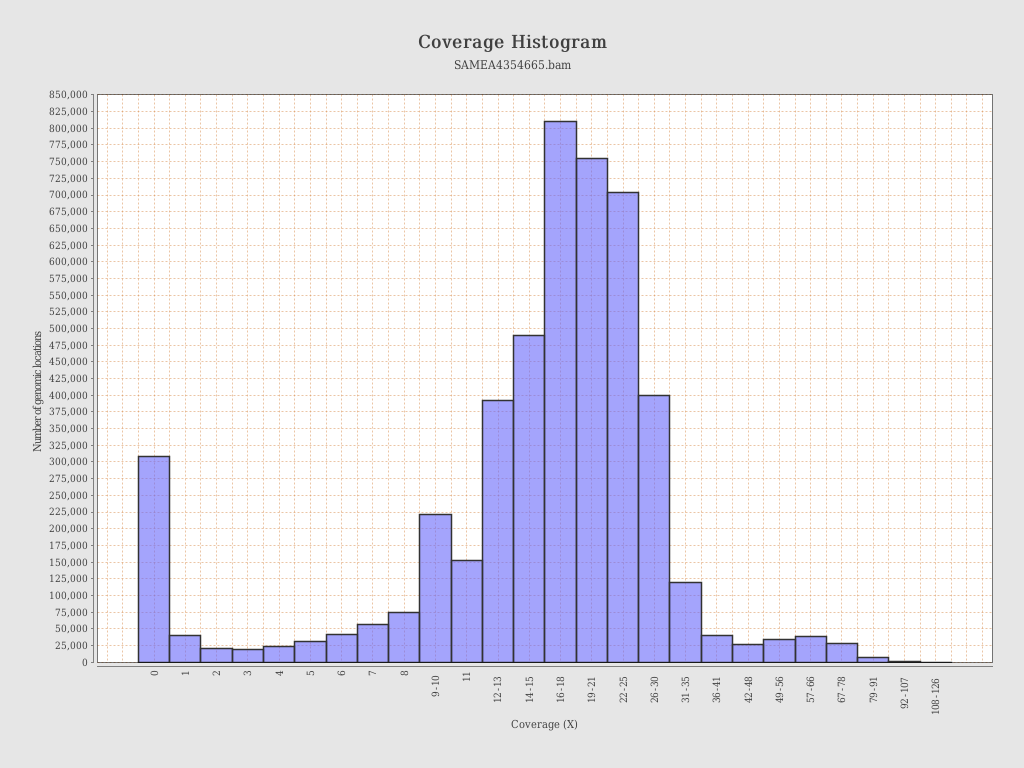 Coverage Histogram
SAMEA4354665.bam
850,000
825,000
800,000
775,000
750,000
725,000
700,000
675,000
650,000
625,000
600,000
575,000
550,000
525,000
500,000
475,000
450,000
425,000
400,000
375,000
350,000
325,000
300,000
275,000
250,000
225,000
200,000
175,000
150,000
125,000
100,000
75,000
50,000
25,000
0
Number of genomic locations
0
1
2
3
4
5
6
7
8
9 - 10
11
12 - 13
14 - 15
16 - 18
19 - 21
22 - 25
26 - 30
31 - 35
36 - 41
42 - 48
49 - 56
57 - 66
67 - 78
79 - 91
92 - 107
108 - 126
Coverage (X)